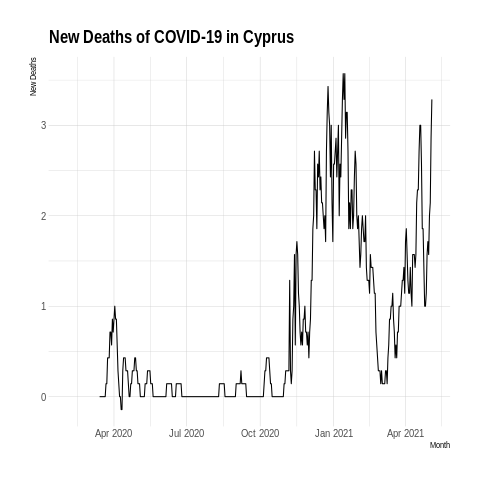 New Deaths of COVID-19 in Cyprus
New Deaths
3
2
1
0
Apr 2020 Jul 2020 Oct 2020 Jan 2021 Apr 2021
Month